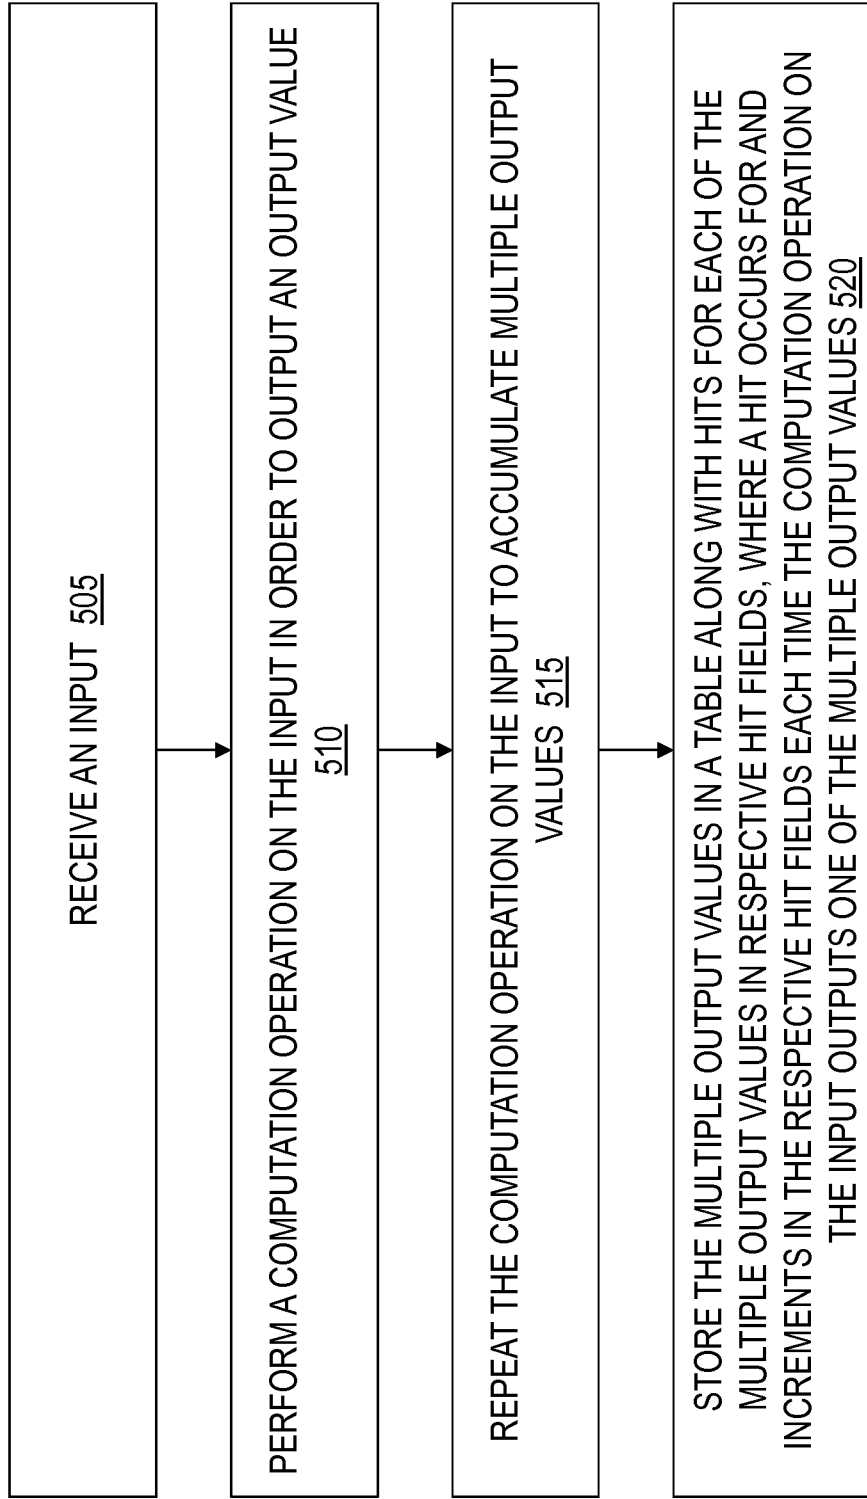 RECEIVE AN INPUT 505
PERFORM A COMPUTATION OPERATION ON THE INPUT IN ORDER TO OUTPUT AN OUTPUT VALUE
510
REPEAT THE COMPUTATION OPERATION ON THE INPUT TO ACCUMULATE MULTIPLE OUTPUT
VALUES 515
STORE THE MULTIPLE OUTPUT VALUES IN A TABLE ALONG WITH HITS FOR EACH OF THE
MULTIPLE OUTPUT VALUES IN RESPECTIVE HIT FIELDS, WHERE A HIT OCCURS FOR AND
INCREMENTS IN THE RESPECTIVE HIT FIELDS EACH TIME THE COMPUTATION OPERATION ON
THE INPUT OUTPUTS ONE OF THE MULTIPLE OUTPUT VALUES 520